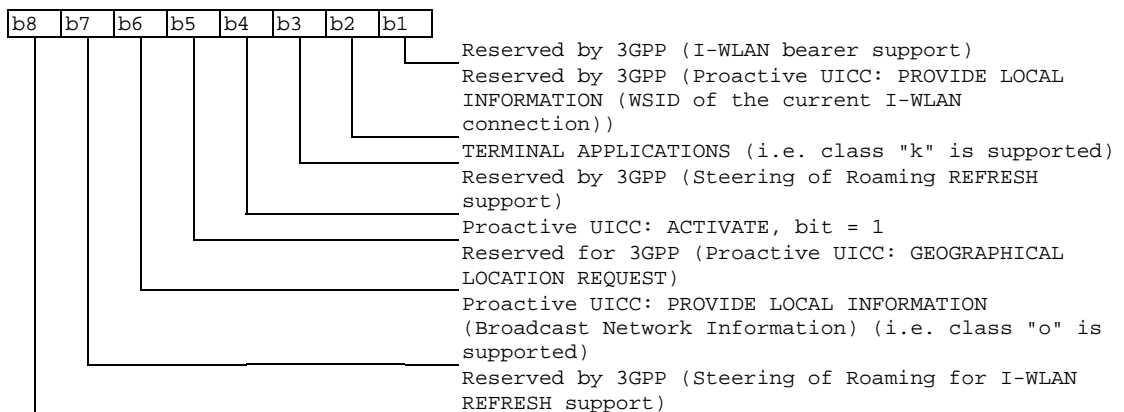 b8 b7 b6 b5 b4 b3 b2 b1
Reserved by 3GPP (I-WLAN bearer support)
Reserved by 3GPP (Proactive UICC: PROVIDE LOCAL
INFORMATION (WSID of the current I-WLAN
connection))
TERMINAL APPLICATIONS (i.e. class "k" is supported)
Reserved by 3GPP (Steering of Roaming REFRESH
support)
Proactive UICC: ACTIVATE, bit = 1
Reserved for 3GPP (Proactive UICC: GEOGRAPHICAL
LOCATION REQUEST)
Proactive UICC: PROVIDE LOCAL INFORMATION
(Broadcast Network Information) (i.e. class "o" is
supported)
Reserved by 3GPP (Steering of Roaming for I-WLAN
REFRESH support)